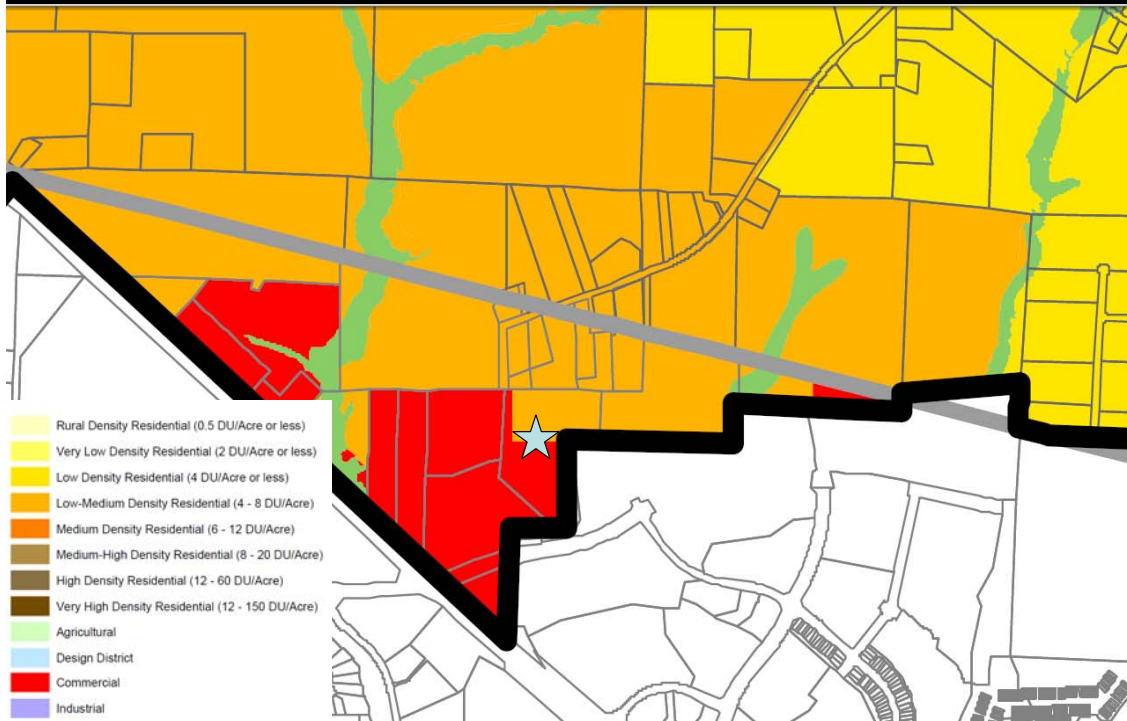 Rural Density Residential (0.5 DU/Acre or less)
Very Low Density Residential (2 DU/Acre or less)
Low Density Residential (4 DU/Acre or less)
Low-Medium Density Residential (4 - 8 DU/Acre)
Medium Density Residential (6 - 12 DU/Acre)
Medium-High Density Residential (8 - 20 DU/Acre)
High Density Residential (12 - 60 DU/Acre)
Very High Density Residential (12 - 150 DU/Acre)
Agricultural
Design District
Commercial
Industrial